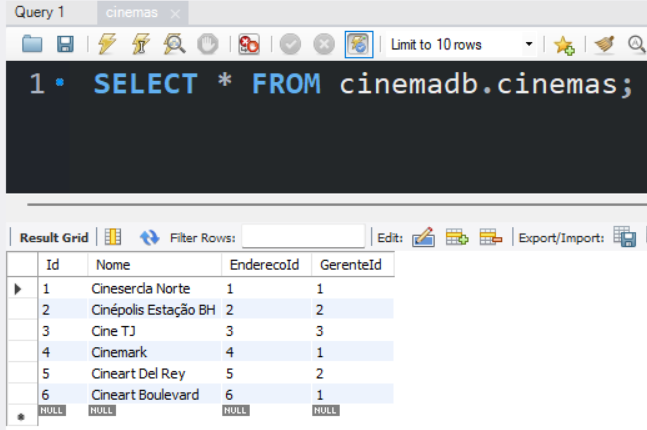 Query 1 cinemas ×
Limit to 10 rows
1 SELECT * FROM cinemadb.cinemas;
Result Grid Filter Rows: Edit: Export/Import:
Id Nome EnderecoId GerenteId
1 Cinesercla Norte 1 1
2 Cinépolis Estação BH 2 2
3 Cine TJ 3 3
4 Cinemark 4 1
5 Cineart Del Rey 5 2
6 Cineart Boulevard 6 1
NULL NULL NULL NULL